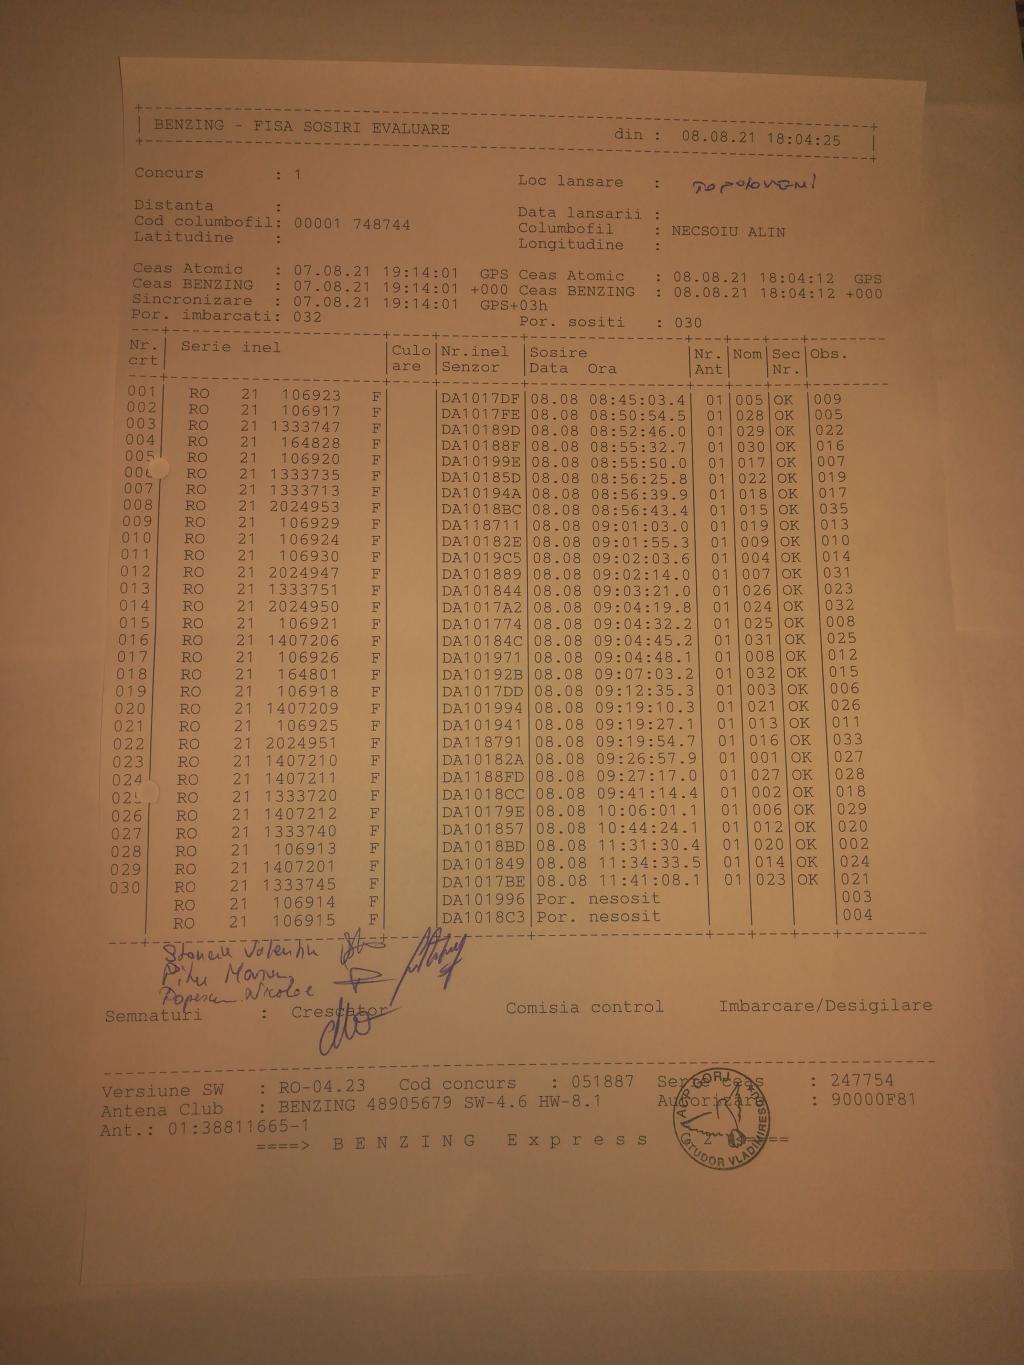 BENZING - FISA SOSIRI EVALUARE din : 08.08.21 18:04:25
Concurs : 1 Loc lansare : TOPOLOVENI
Distanta : Data lansarii :
Cod columbofil: 00001 748744 Columbofil : NECSOIU ALIN
Latitudine : Longitudine :
Ceas Atomic : 07.08.21 19:14:01 GPS Ceas Atomic : 08.08.21 18:04:12 GPS
Ceas BENZING : 07.08.21 19:14:01 +000 Ceas BENZING : 08.08.21 18:04:12 +000
Sincronizare : 07.08.21 19:14:01 GPS+03h
Por. imbarcati: 032 Por. sositi : 030
Nr. Serie inel Culo Nr.inel Sosire Nr. Nom Sec Obs.
crt are Senzor Data Ora Ant Nr.
001 RO 21 106923 F DA1017DF 08.08 08:45:03.4 01 005 OK 009
002 RO 21 106917 F DA1017FE 08.08 08:50:54.5 01 028 OK 005
003 RO 21 1333747 F DA10189D 08.08 08:52:46.0 01 029 OK 022
004 RO 21 164828 F DA10188F 08.08 08:55:32.7 01 030 OK 016
005 RO 21 106920 F DA10199E 08.08 08:55:50.0 01 017 OK 007
006 RO 21 1333735 F DA10185D 08.08 08:56:25.8 01 022 OK 019
007 RO 21 1333713 F DA10194A 08.08 08:56:39.9 01 018 OK 017
008 RO 21 2024953 F DA1018BC 08.08 08:56:43.4 01 015 OK 035
009 RO 21 106929 F DA118711 08.08 09:01:03.0 01 019 OK 013
010 RO 21 106924 F DA10182E 08.08 09:01:55.3 01 009 OK 010
011 RO 21 106930 F DA1019C5 08.08 09:02:03.6 01 004 OK 014
012 RO 21 2024947 F DA101889 08.08 09:02:14.0 01 007 OK 031
013 RO 21 1333751 F DA101844 08.08 09:03:21.0 01 026 OK 023
014 RO 21 2024950 F DA1017A2 08.08 09:04:19.8 01 024 OK 032
015 RO 21 106921 F DA101774 08.08 09:04:32.2 01 025 OK 008
016 RO 21 1407206 F DA10184C 08.08 09:04:45.2 01 031 OK 025
017 RO 21 106926 F DA101971 08.08 09:04:48.1 01 008 OK 012
018 RO 21 164801 F DA10192B 08.08 09:07:03.2 01 032 OK 015
019 RO 21 106918 F DA1017DD 08.08 09:12:35.3 01 003 OK 006
020 RO 21 1407209 F DA101994 08.08 09:19:10.3 01 021 OK 026
021 RO 21 106925 F DA101941 08.08 09:19:27.1 01 013 OK 011
022 RO 21 2024951 F DA118791 08.08 09:19:54.7 01 016 OK 033
023 RO 21 1407210 F DA10182A 08.08 09:26:57.9 01 001 OK 027
024 RO 21 1407211 F DA1188FD 08.08 09:27:17.0 01 027 OK 028
025 RO 21 1333720 F DA1018CC 08.08 09:41:14.4 01 002 OK 018
026 RO 21 1407212 F DA10179E 08.08 10:06:01.1 01 006 OK 029
027 RO 21 1333740 F DA101857 08.08 10:44:24.1 01 012 OK 020
028 RO 21 106913 F DA1018BD 08.08 11:31:30.4 01 020 OK 002
029 RO 21 1407201 F DA101849 08.08 11:34:33.5 01 014 OK 024
030 RO 21 1333745 F DA1017BE 08.08 11:41:08.1 01 023 OK 021
RO 21 106914 F DA101996 Por. nesosit 003
RO 21 106915 F DA1018C3 Por. nesosit 004
Valentin
Popescu Nicolae
Semnaturi : Crescator Comisia control Imbarcare/Desigilare
Versiune SW : RO-04.23 Cod concurs : 051887 Serie ceas : 247754
Antena Club : BENZING 48905679 SW-4.6 HW-8.1 Autorizare : 90000F81
Ant.: 01:38811665-1
====> BENZING Express
GORJ
TUDOR VLADIMIRESCU